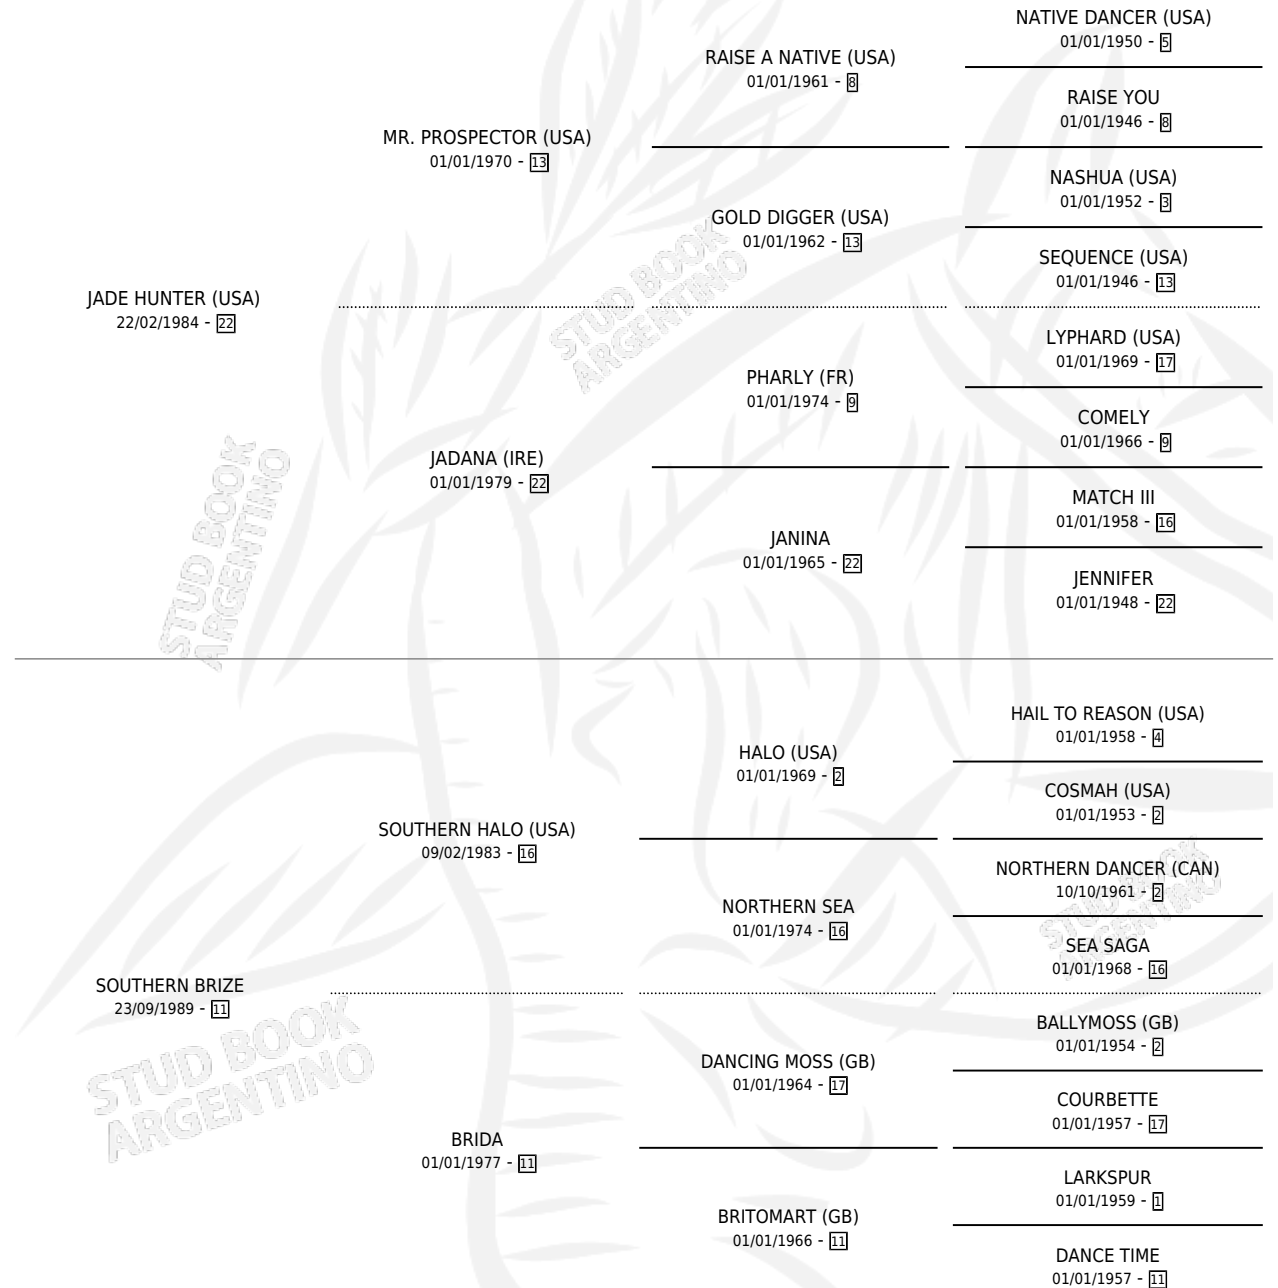 NATIVE DANCER (USA)
01/01/1950 - 5
RAISE A NATIVE (USA)
01/01/1961 - 8
RAISE YOU
01/01/1946 - 8
MR. PROSPECTOR (USA)
01/01/1970 - 13
NASHUA (USA)
01/01/1952 - 3
GOLD DIGGER (USA)
01/01/1962 - 13
SEQUENCE (USA)
01/01/1946 - 13
JADE HUNTER (USA)
22/02/1984 - 22
STUD BOOK
ARGENTINO
LYPHARD (USA)
01/01/1969 - 17
PHARLY (FR)
01/01/1974 - 9
COMELY
01/01/1966 - 9
JADANA (IRE)
01/01/1979 - 22
MATCH III
01/01/1958 - 16
JANINA
01/01/1965 - 22
JENNIFER
01/01/1948 - 22
STUD BOOK
ARGENTINO
HAIL TO REASON (USA)
01/01/1958 - 4
HALO (USA)
01/01/1969 - 2
COSMAH (USA)
01/01/1953 - 2
SOUTHERN HALO (USA)
09/02/1983 - 16
NORTHERN DANCER (CAN)
10/10/1961 - 2
NORTHERN SEA
01/01/1974 - 16
STUD BOOK
ARGENTINO
SEA SAGA
01/01/1968 - 16
SOUTHERN BRIZE
23/09/1989 - 11
STUD BOOK
ARGENTINO
BALLYMOSS (GB)
01/01/1954 - 2
DANCING MOSS (GB)
01/01/1964 - 17
COURBETTE
01/01/1957 - 17
BRIDA
01/01/1977 - 11
LARKSPUR
01/01/1959 - 1
BRITOMART (GB)
01/01/1966 - 11
DANCE TIME
01/01/1957 - 11